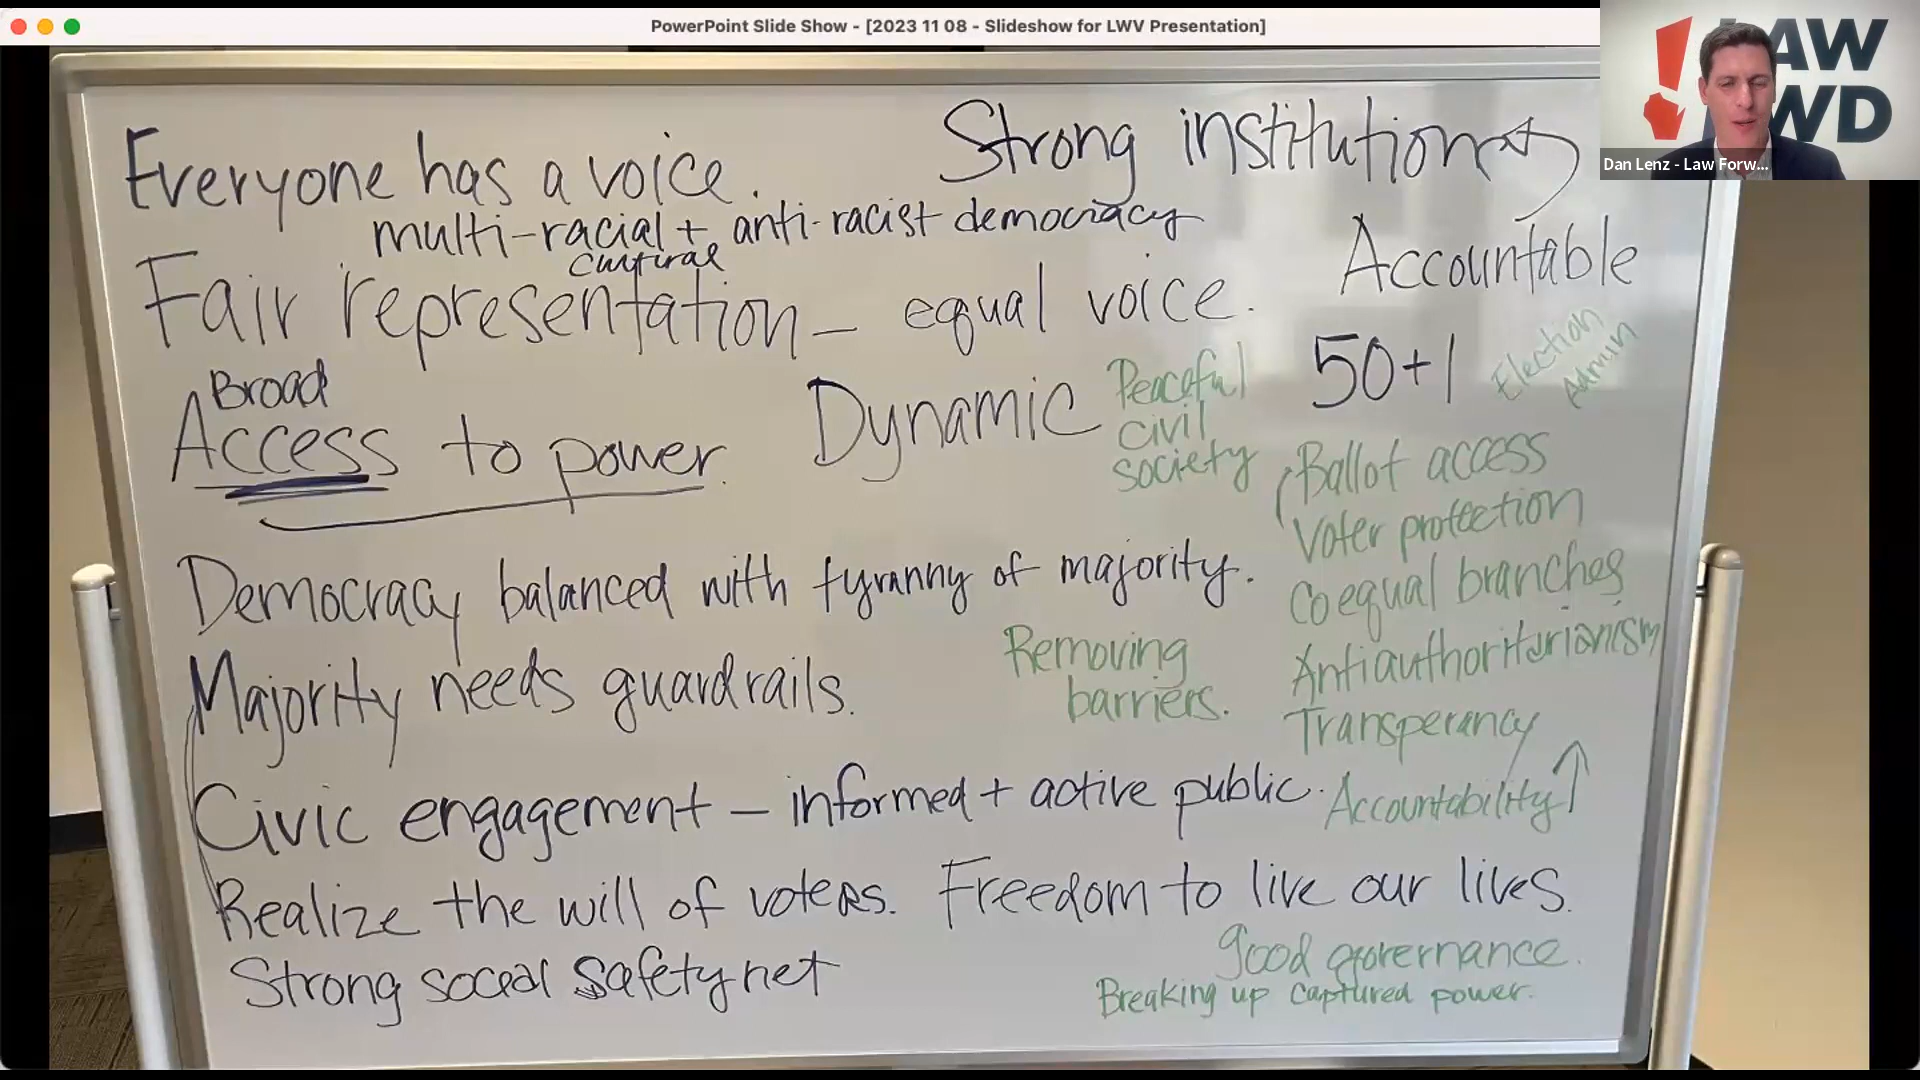 PowerPoint Slide Show - [2023 11 08 - Slideshow for LWV Presentation]
LAW
FWD
Dan Lenz - Law Forw...
Everyone has a voice.
Strong institutions
multi-racial + anti-racist democracy
cultural
Accountable
Fair representation - equal voice.
Election
Admin
50+1
Broad
Access to power.
Dynamic
Peaceful
civil
society
Ballot access
Voter protection
Coequal branches
Antiauthoritarianism
Transperancy
Accountability ↑
Democracy balanced with tyranny of majority.
Majority needs guardrails.
Removing
barriers.
Civic engagement - informed + active public.
Realize the will of voters. Freedom to live our lives.
Strong social safety net
Good governance.
Breaking up captured power.